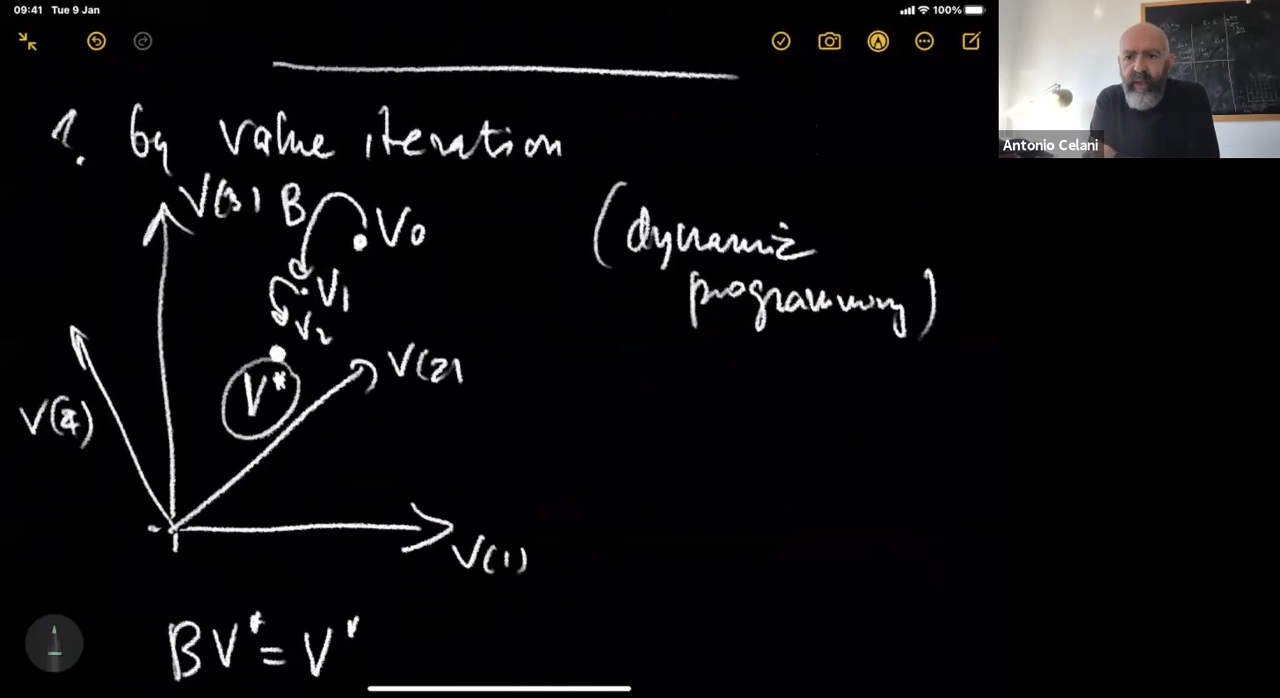 09:41 Tue 9 Jan
100%
1. by value iteration
V(3) B
V0
V1
V2
V*
V(2)
V(4)
V(1)
(dynamic
programming)
BV* = V*
Antonio Celani